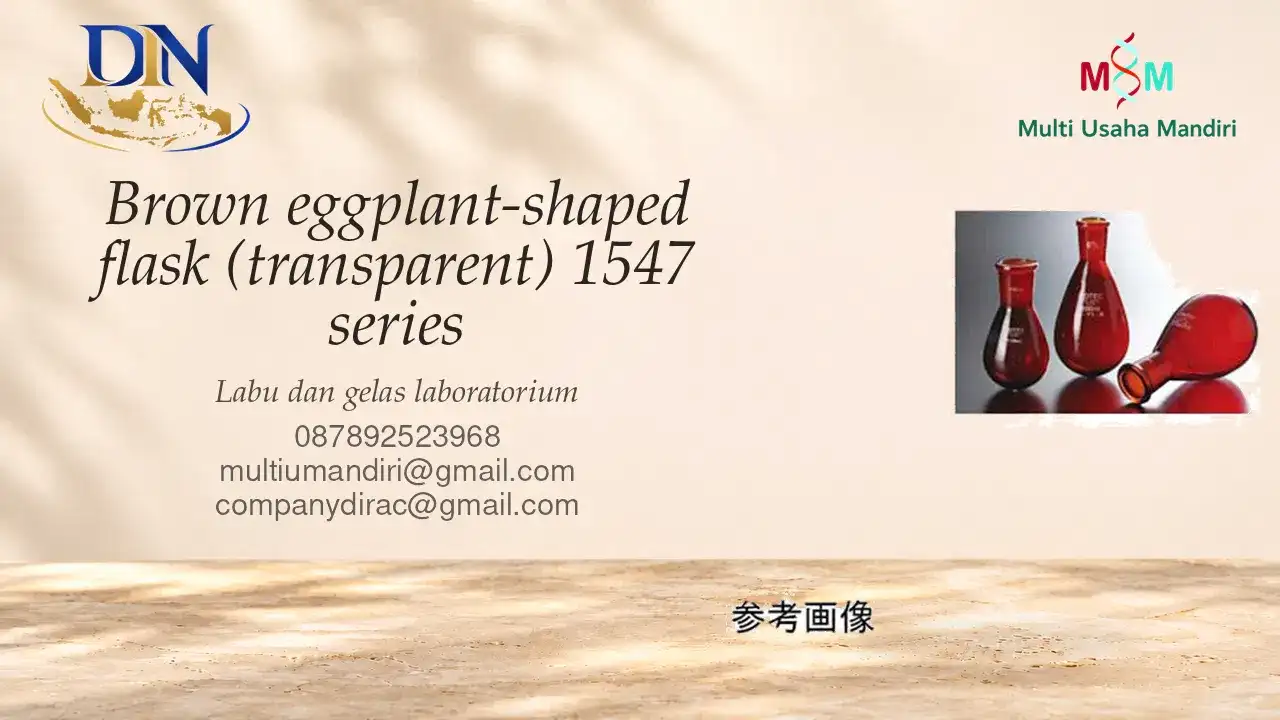 DIN
M M
Multi Usaha Mandiri
Brown eggplant-shaped
flask (transparent) 1547
series
Labu dan gelas laboratorium
087892523968
multiumandiri@gmail.com
companydirac@gmail.com
参考画像